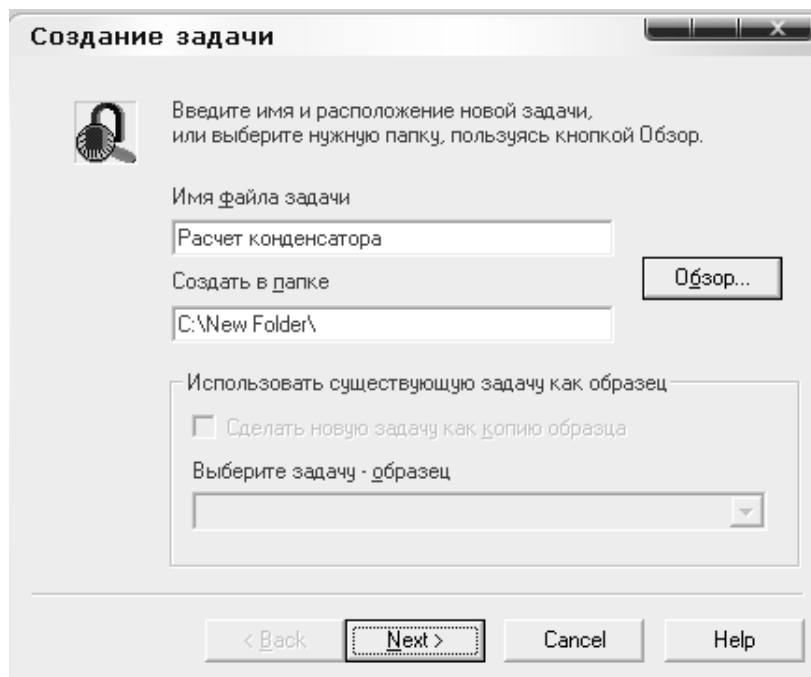 Создание задачи
X
Введите имя и расположение новой задачи,
или выберите нужную папку, пользуясь кнопкой Обзор.
Имя файла задачи
Расчет конденсатора
Создать в папке
Обзор...
C:\New Folder\
Использовать существующую задачу как образец
Сделать новую задачу как копию образца
Выберите задачу - образец
< Back
Next >
Cancel
Help